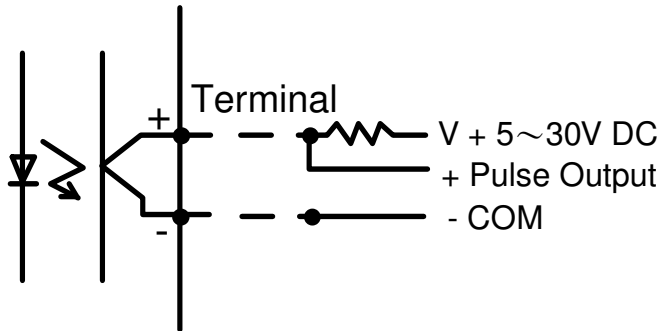 Terminal
+
V + 5～30V DC
+ Pulse Output
- COM
-